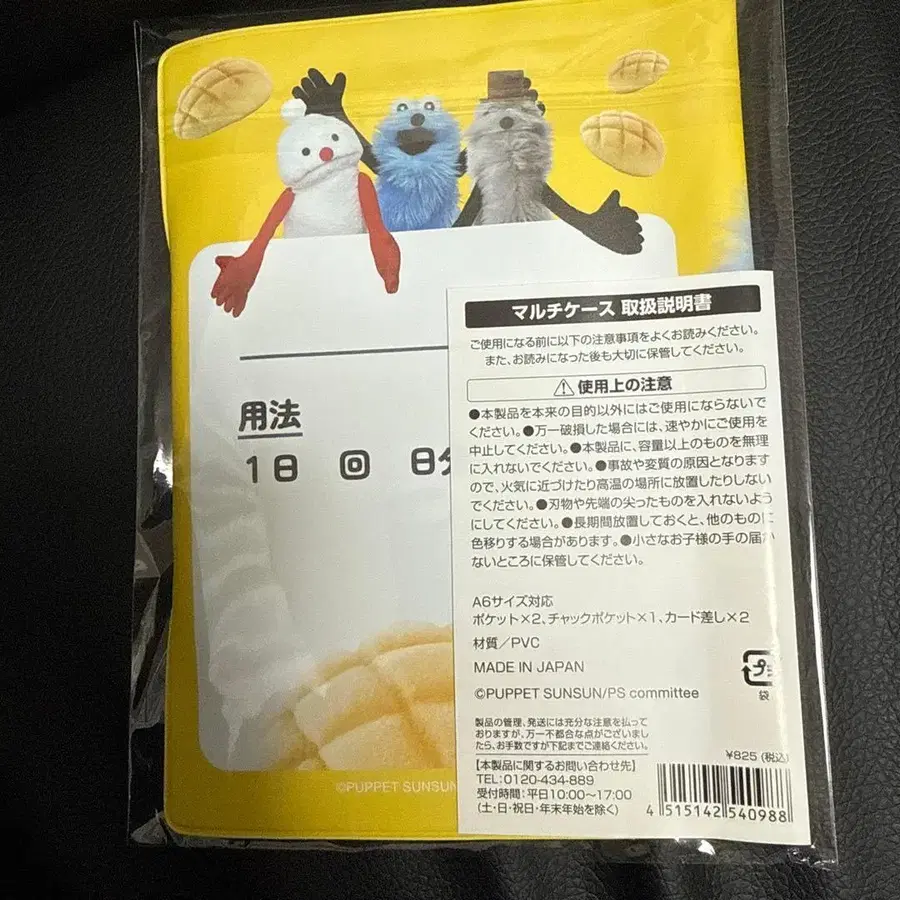 用法
1日 回 日分
マルチケース 取扱説明書
ご使用になる前に以下の注意事項をよくお読みください。
また、お読みになった後も大切に保管してください。
⚠使用上の注意
●本製品を本来の目的以外にはご使用にならないで
ください。●万一破損した場合には、速やかにご使用を
中止してください。●本製品に、容量以上のものを無理
に入れないでください。●事故や変質の原因となります
ので、火気に近づけたり高温の場所に放置したりしない
でください。●刃物や先端の尖ったものを入れないよう
にしてください。●長期間放置しておくと、他のものに
色移りする場合があります。●小さなお子様の手の届か
ないところに保管してください。
A6サイズ対応
ポケット×2、チャックポケット×1、カード差し×2
材質/PVC
MADE IN JAPAN
©PUPPET SUNSUN/PS committee
プラ
袋
製品の管理、発送には充分な注意を払って
おりますが、万一不都合な点がございまし
たら、お手数ですが下記までご連絡ください。
【本製品に関するお問い合わせ先】
TEL:0120-434-889
受付時間:平日10:00〜17:00
(土・日・祝日・年末年始を除く)
¥825 (税込)
4 515142 540988
©PUPPET SUNSUN